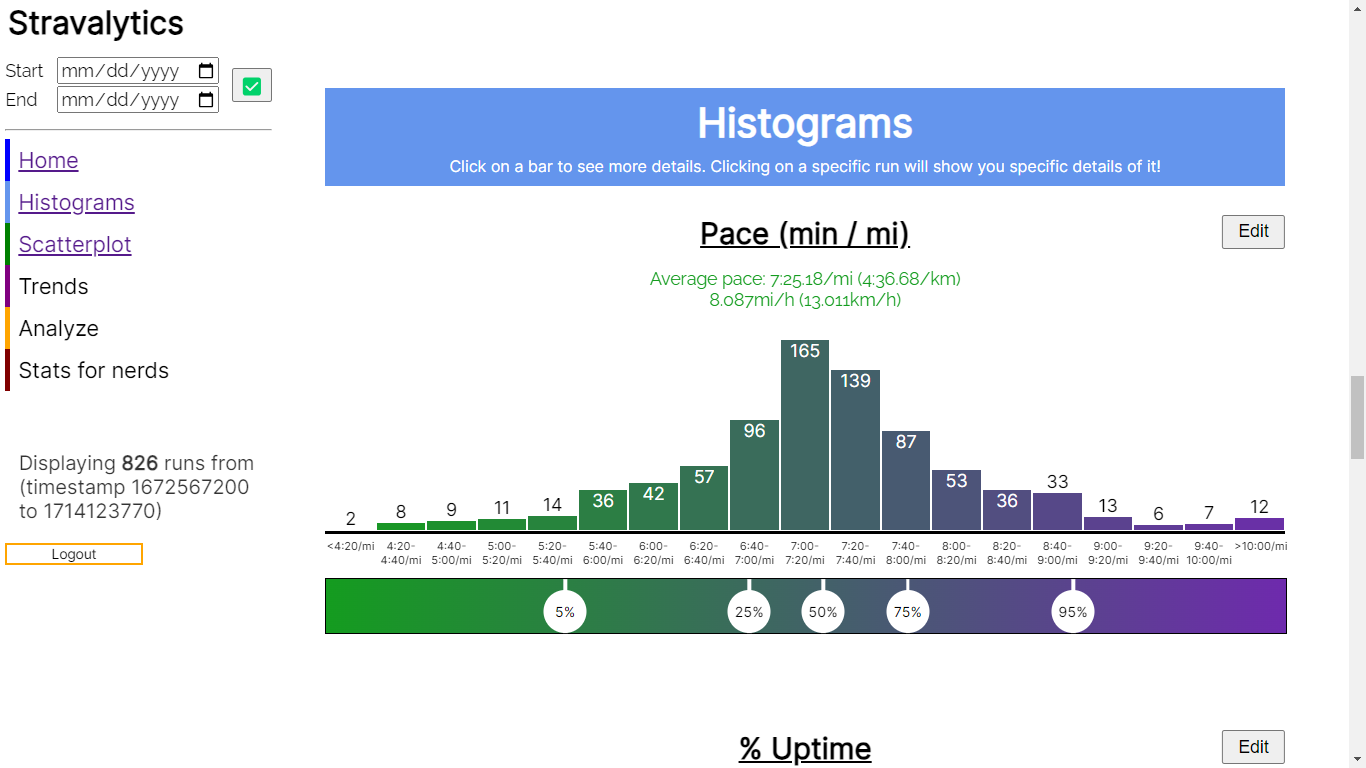 Stravalytics
Start mm/dd/yyyy
End mm/dd/yyyy
Home
Histograms
Scatterplot
Trends
Analyze
Stats for nerds
Displaying 826 runs from
(timestamp 1672567200
to 1714123770)
Logout
Histograms
Click on a bar to see more details. Clicking on a specific run will show you specific details of it!
Pace (min / mi)
Edit
Average pace: 7:25.18/mi (4:36.68/km)
8.087mi/h (13.011km/h)
2 8 9 11 14 36 42 57 96 165 139 87 53 36 33 13 6 7 12
<4:20/mi 4:20- 4:40- 5:00- 5:20- 5:40- 6:00- 6:20- 6:40- 7:00- 7:20- 7:40- 8:00- 8:20- 8:40- 9:00- 9:20- 9:40- >10:00/mi
4:40/mi 5:00/mi 5:20/mi 5:40/mi 6:00/mi 6:20/mi 6:40/mi 7:00/mi 7:20/mi 7:40/mi 8:00/mi 8:20/mi 8:40/mi 9:00/mi 9:20/mi 9:40/mi 10:00/mi
5% 25% 50% 75% 95%
% Uptime
Edit